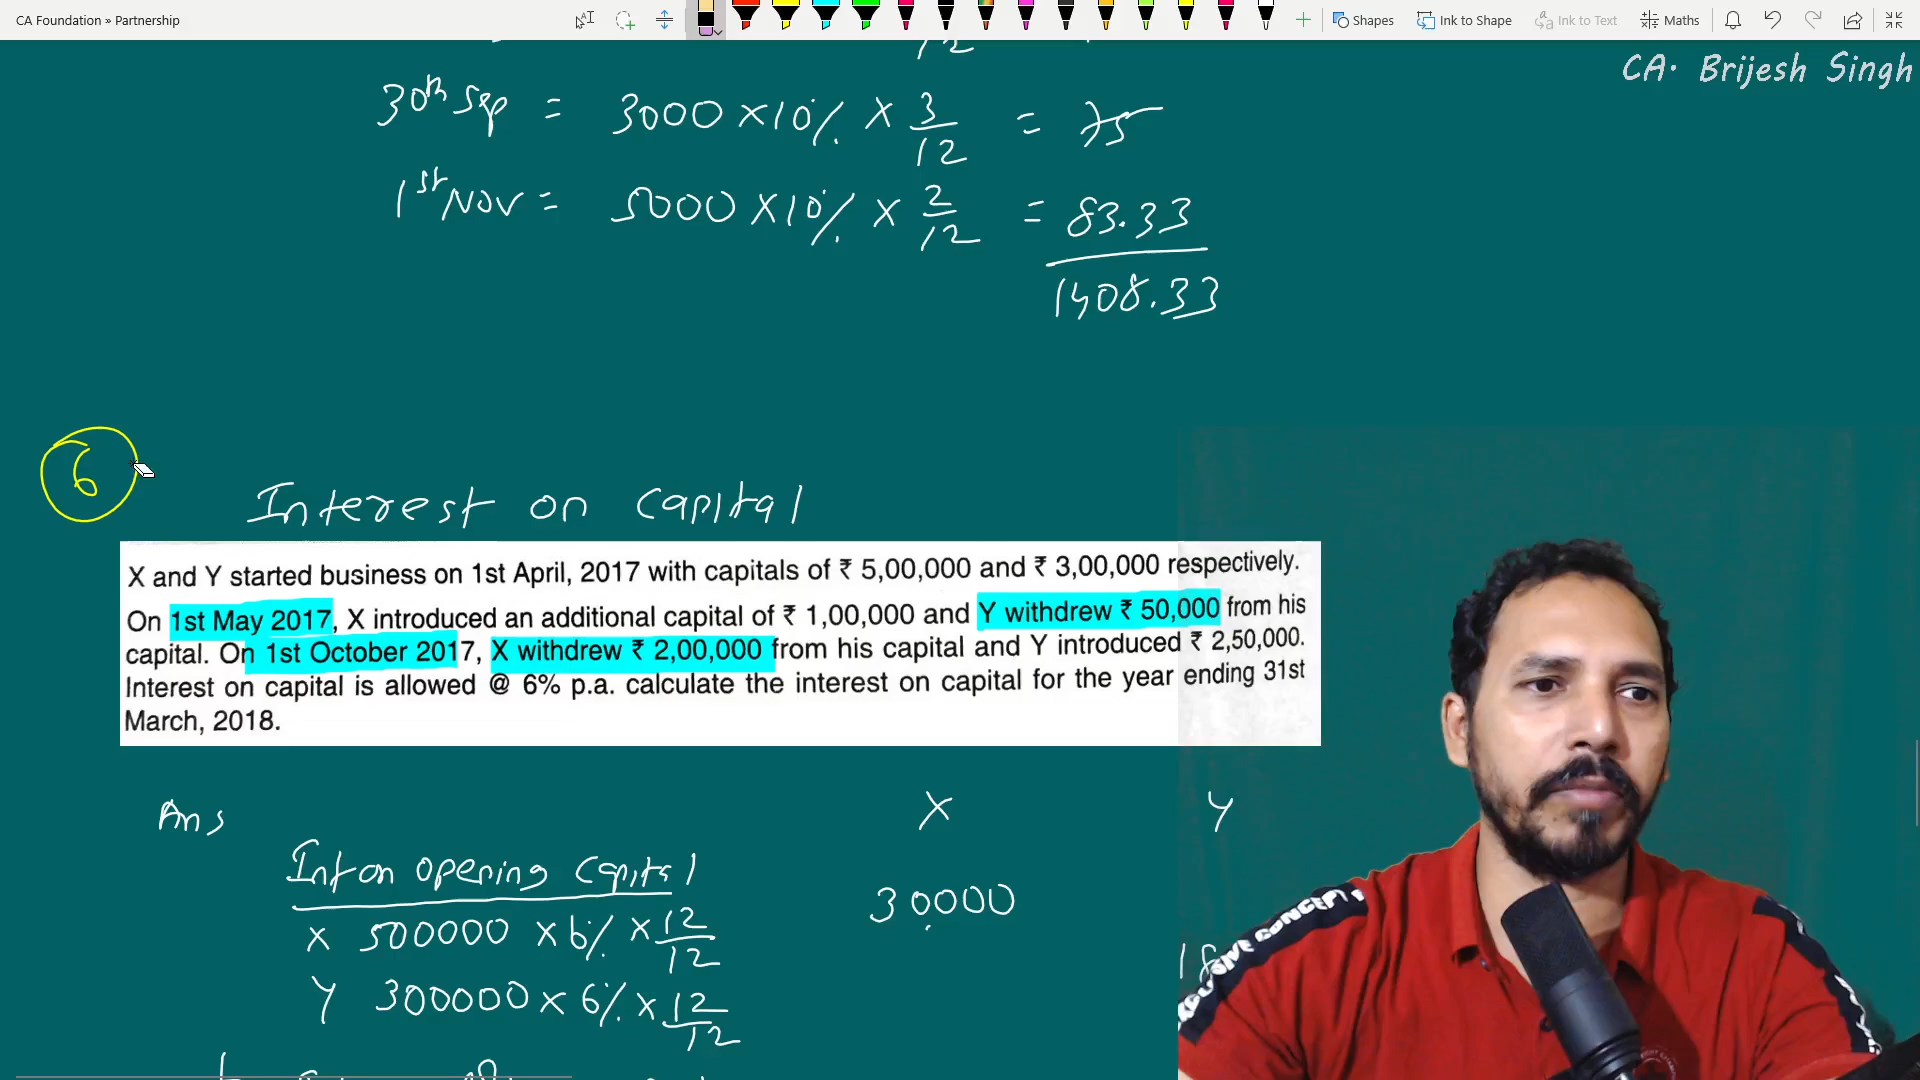 CA Foundation » Partnership
Shapes
Ink to Shape
Ink to Text
Maths
CA. Brijesh Singh
12
30th Sep = 3000 × 10% × 3/12 = 75
1st Nov = 5000 × 10% × 2/12 = 83.33
1408.33
6
Interest on Capital
X and Y started business on 1st April, 2017 with capitals of ₹ 5,00,000 and ₹ 3,00,000 respectively.
On 1st May 2017, X introduced an additional capital of ₹ 1,00,000 and Y withdrew ₹ 50,000 from his
capital. On 1st October 2017, X withdrew ₹ 2,00,000 from his capital and Y introduced ₹ 2,50,000.
Interest on capital is allowed @ 6% p.a. calculate the interest on capital for the year ending 31st
March, 2018.
Ans X Y
Int on opening Capital
30000
X 500000 × 6% × 12/12
Y 300000 × 6% × 12/12